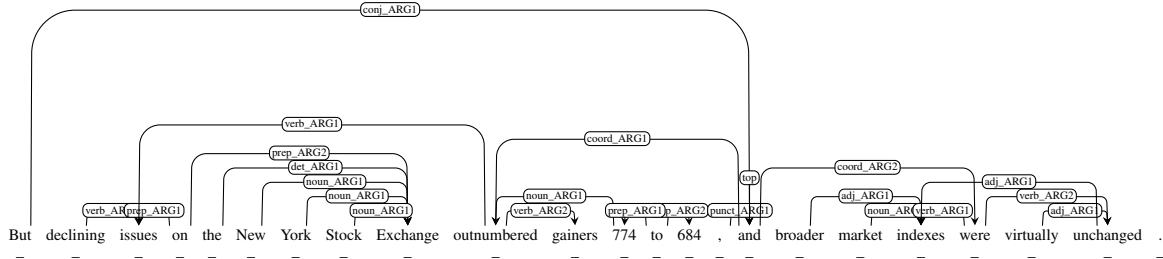 conj_ARG1
verb_ARG1
coord_ARG1
prep_ARG2
det_ARG1
coord_ARG2
top
noun_ARG1
adj_ARG1
noun_ARG1
noun_ARG1
adj_ARG1
verb_ARG2
prep_ARG1
noun_ARG1
verb_ARG2
prep_ARG1
punct_ARG1
verb_ARG1
adj_ARG1
But declining issues on the New York Stock Exchange outnumbered gainers 774 to 684 , and broader market indexes were virtually unchanged .
_ _ _ _ _ _ _ _ _ _ _ _ _ _ _ _ _ _ _ _ _ _ _